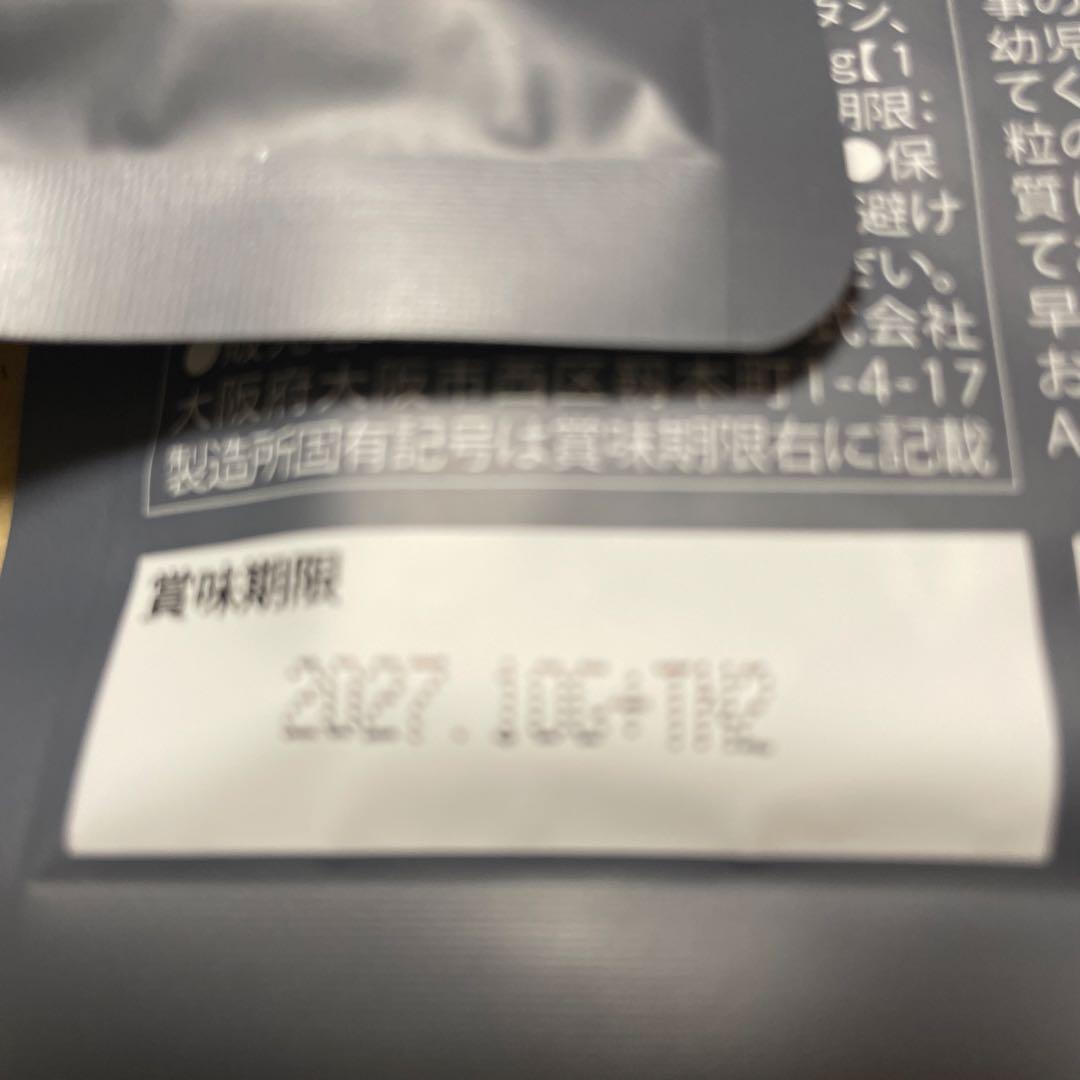 タン、
g【1
期限:
●保
避け
さい。
式会社
大阪府大阪市西区靱本町1-4-17
製造所固有記号は賞味期限右に記載
事の
幼児
てく
粒の
質
て
早
お
A
賞味期限
2027.10G+TH2